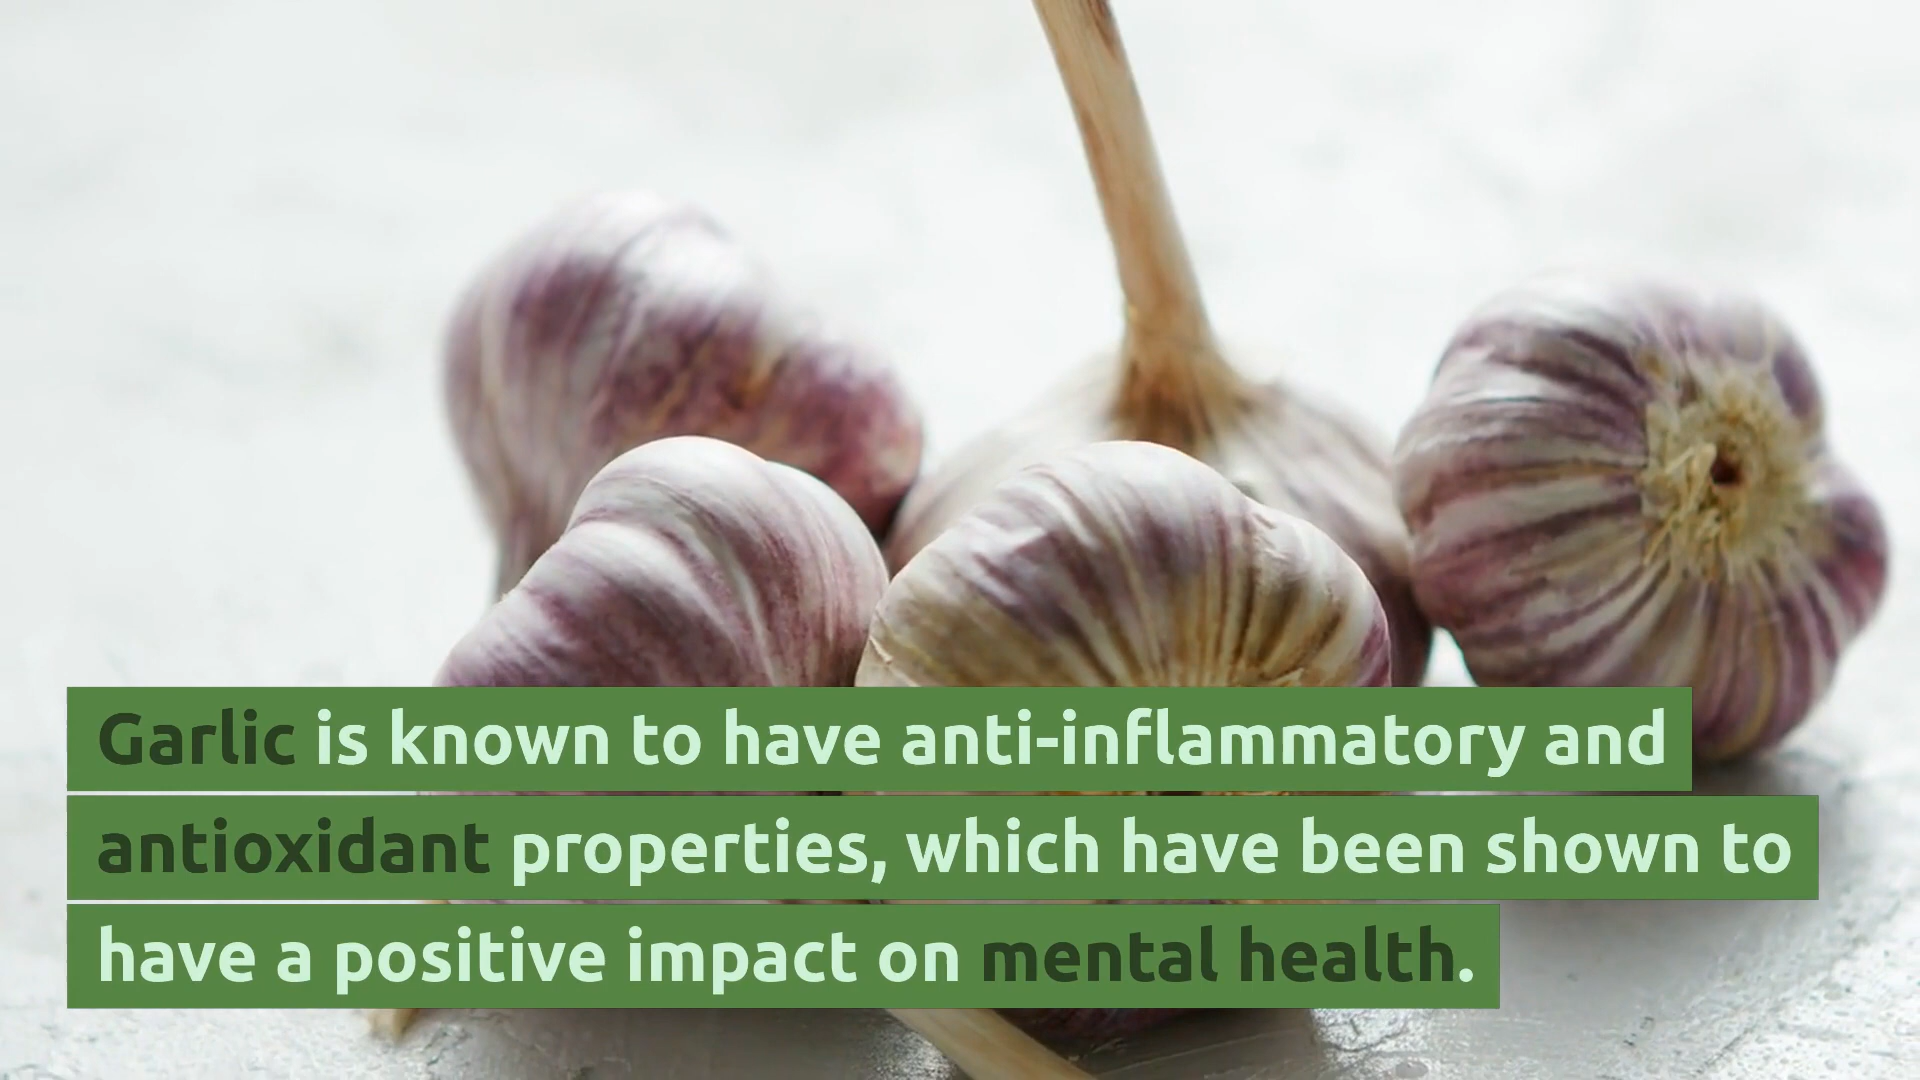 Garlic is known to have anti-inflammatory and
antioxidant properties, which have been shown to
have a positive impact on mental health.